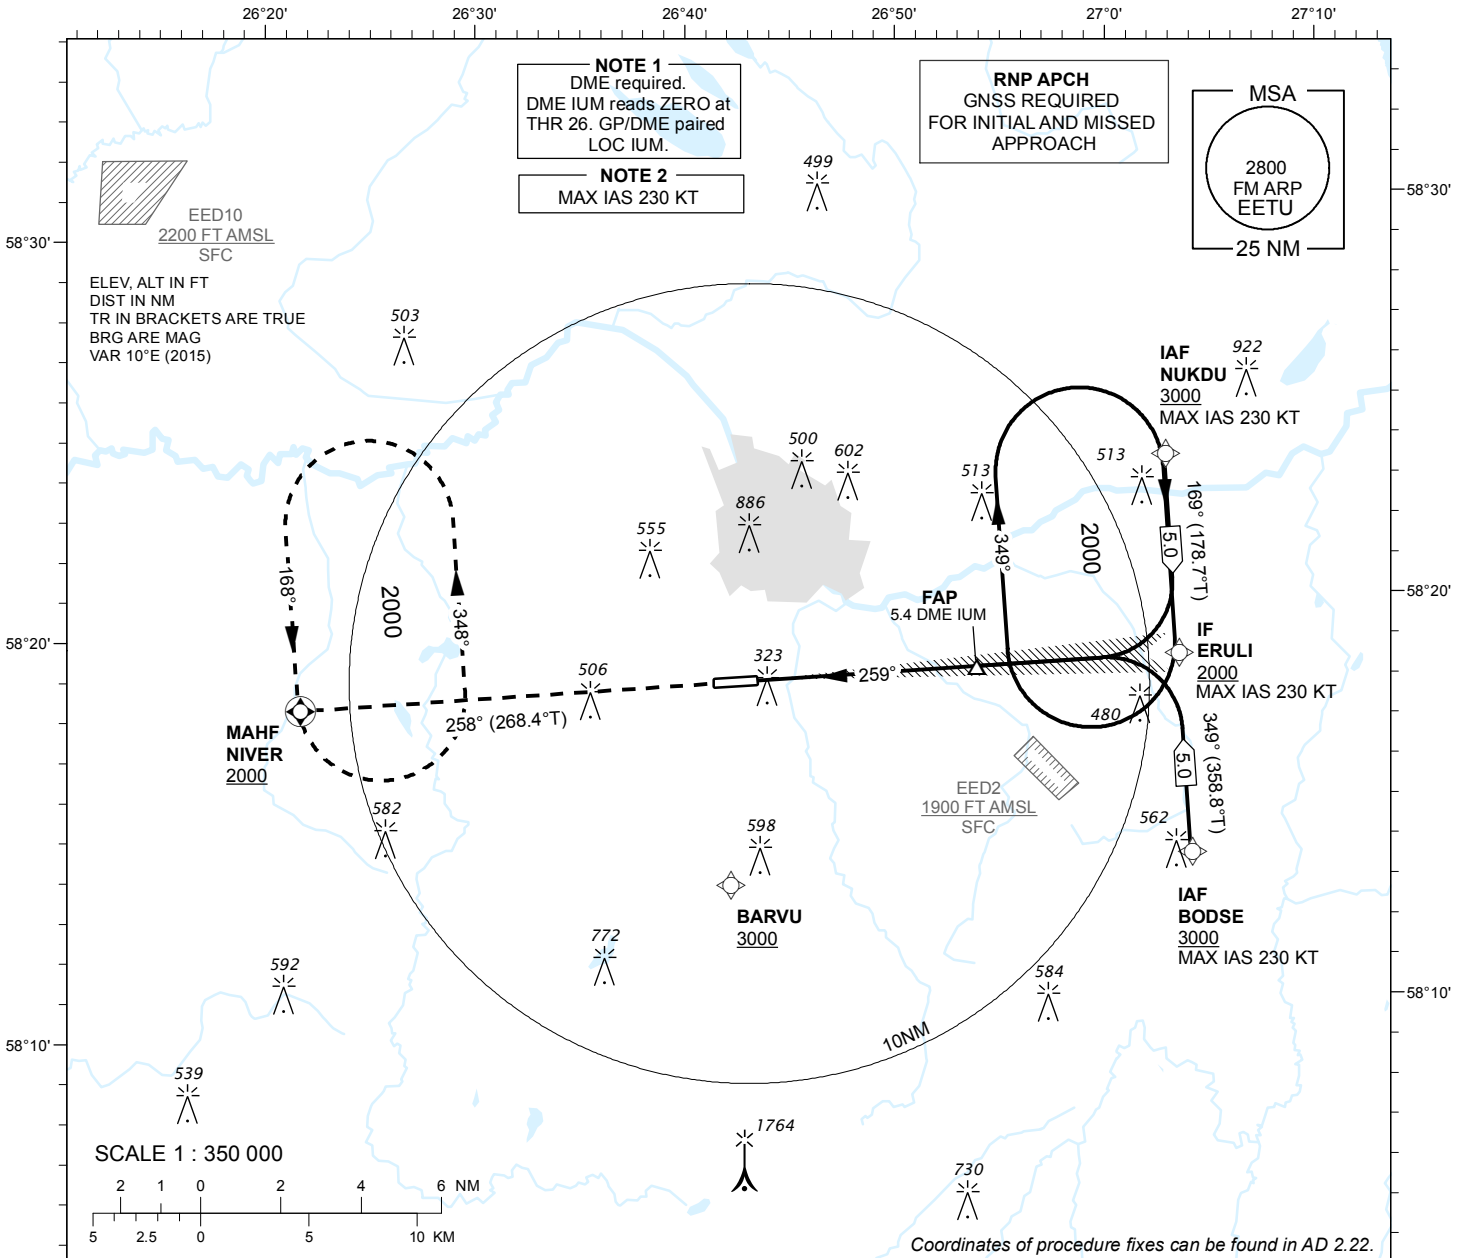 26°20' 26°30' 26°40' 26°50' 27°0' 27°10'
NOTE 1
DME required.
DME IUM reads ZERO at
THR 26. GP/DME paired
LOC IUM.
NOTE 2
MAX IAS 230 KT
RNP APCH
GNSS REQUIRED
FOR INITIAL AND MISSED
APPROACH
MSA
2800
FM ARP
EETU
25 NM
58°30'
58°30'
EED10
2200 FT AMSL
SFC
ELEV, ALT IN FT
DIST IN NM
TR IN BRACKETS ARE TRUE
BRG ARE MAG
VAR 10°E (2015)
499
503
IAF
NUKDU
3000
MAX IAS 230 KT
922
500
602
513
513
886
555
169° (178.7°T)
5.0
2000
349°
168°
2000
348°
58°20'
58°20'
FAP
5.4 DME IUM
IF
ERULI
2000
MAX IAS 230 KT
323
259°
506
258° (268.4°T)
480
MAHF
NIVER
2000
349° (358.8°T)
5.0
EED2
1900 FT AMSL
SFC
582
598
562
BARVU
3000
IAF
BODSE
3000
MAX IAS 230 KT
772
592
584
58°10'
58°10'
10NM
539
1764
730
SCALE 1 : 350 000
2 1 0 2 4 6 NM
5 2.5 0 5 10 KM
Coordinates of procedure fixes can be found in AD 2.22.